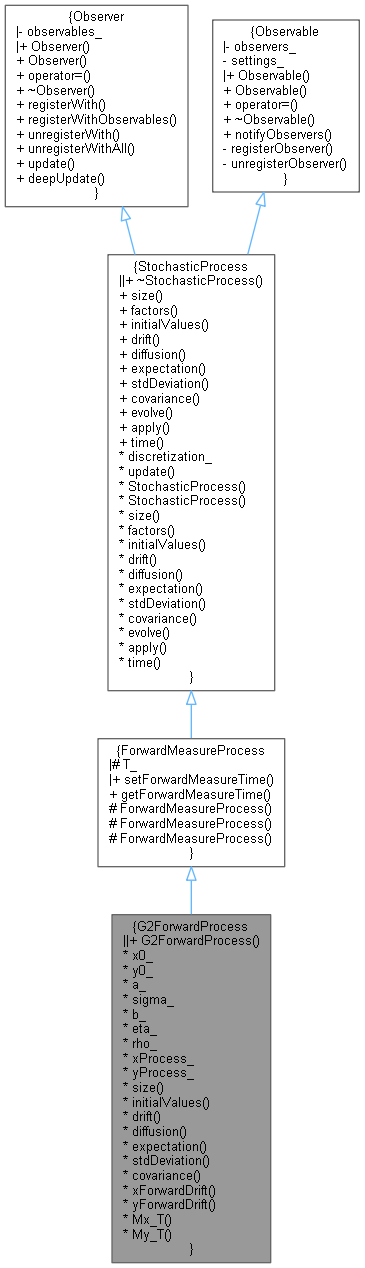 {Observer
|- observables_
|+ Observer()
+ Observer()
+ operator=()
+ ~Observer()
+ registerWith()
+ registerWithObservables()
+ unregisterWith()
+ unregisterWithAll()
+ update()
+ deepUpdate()
}
{Observable
|- observers_
- settings_
|+ Observable()
+ Observable()
+ operator=()
+ ~Observable()
+ notifyObservers()
- registerObserver()
- unregisterObserver()
}
{StochasticProcess
||+ ~StochasticProcess()
+ size()
+ factors()
+ initialValues()
+ drift()
+ diffusion()
+ expectation()
+ stdDeviation()
+ covariance()
+ evolve()
+ apply()
+ time()
* discretization_
* update()
* StochasticProcess()
* StochasticProcess()
* size()
* factors()
* initialValues()
* drift()
* diffusion()
* expectation()
* stdDeviation()
* covariance()
* evolve()
* apply()
* time()
}
{ForwardMeasureProcess
|# T_
|+ setForwardMeasureTime()
+ getForwardMeasureTime()
# ForwardMeasureProcess()
# ForwardMeasureProcess()
# ForwardMeasureProcess()
}
{G2ForwardProcess
||+ G2ForwardProcess()
* x0_
* y0_
* a_
* sigma_
* b_
* eta_
* rho_
* xProcess_
* yProcess_
* size()
* initialValues()
* drift()
* diffusion()
* expectation()
* stdDeviation()
* covariance()
* xForwardDrift()
* yForwardDrift()
* Mx_T()
* My_T()
}